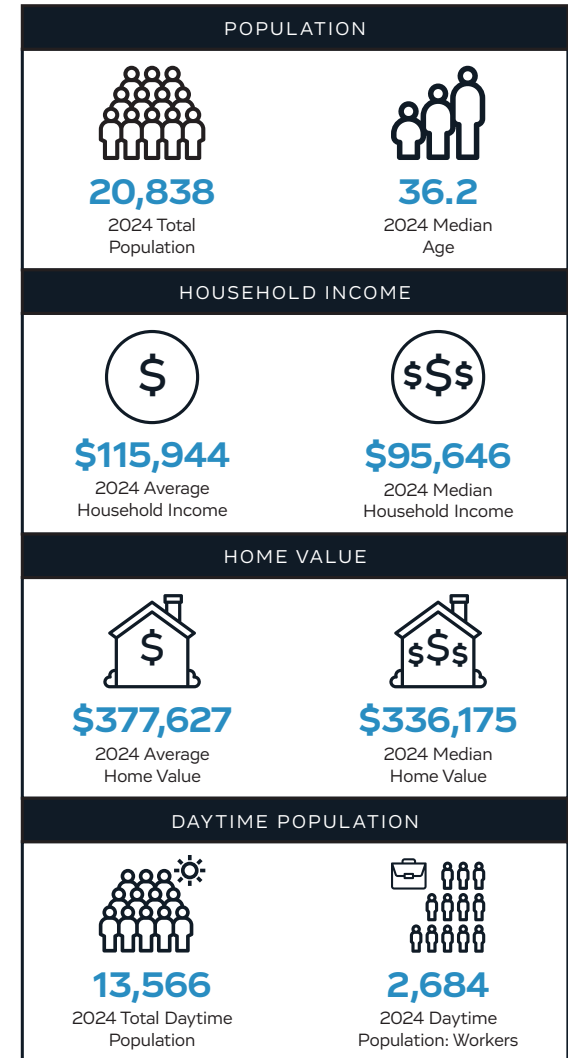 POPULATION
20,838
2024 Total
Population
36.2
2024 Median
Age
HOUSEHOLD INCOME
$
$115,944
2024 Average
Household Income
$$$
$95,646
2024 Median
Household Income
HOME VALUE
$
$377,627
2024 Average
Home Value
$$$
$336,175
2024 Median
Home Value
DAYTIME POPULATION
13,566
2024 Total Daytime
Population
2,684
2024 Daytime
Population: Workers